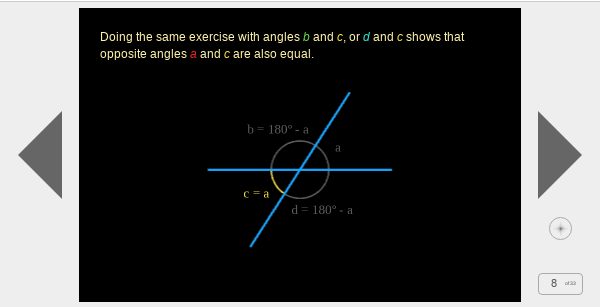 Doing the same exercise with angles b and c, or d and c shows that
opposite angles a and c are also equal.
b = 180° - a
a
c = a
d = 180° - a
8 of 33